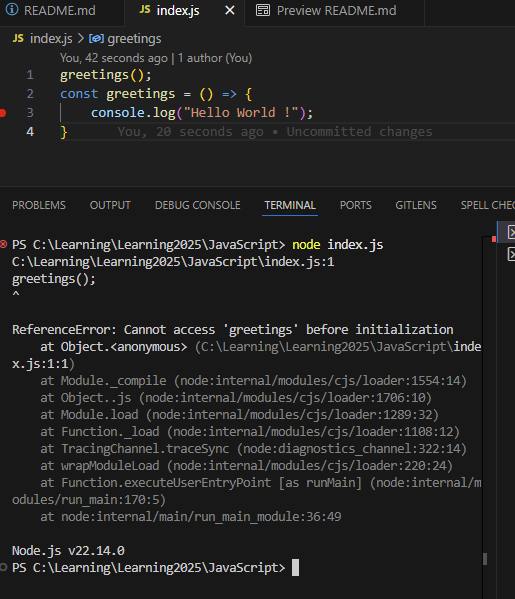 README.md JS index.js Preview README.md
JS index.js > greetings
You, 42 seconds ago | 1 author (You)
1 greetings();
2 const greetings = () => {
3 console.log("Hello World !");
4 } You, 20 seconds ago • Uncommitted changes
PROBLEMS OUTPUT DEBUG CONSOLE TERMINAL PORTS GITLENS SPELL CHEC
PS C:\Learning\Learning2025\JavaScript> node index.js
C:\Learning\Learning2025\JavaScript\index.js:1
greetings();
^
ReferenceError: Cannot access 'greetings' before initialization
at Object.<anonymous> (C:\Learning\Learning2025\JavaScript\inde
x.js:1:1)
at Module._compile (node:internal/modules/cjs/loader:1554:14)
at Object..js (node:internal/modules/cjs/loader:1706:10)
at Module.load (node:internal/modules/cjs/loader:1289:32)
at Function._load (node:internal/modules/cjs/loader:1108:12)
at TracingChannel.traceSync (node:diagnostics_channel:322:14)
at wrapModuleLoad (node:internal/modules/cjs/loader:220:24)
at Function.executeUserEntryPoint [as runMain] (node:internal/m
odules/run_main:170:5)
at node:internal/main/run_main_module:36:49
Node.js v22.14.0
PS C:\Learning\Learning2025\JavaScript>